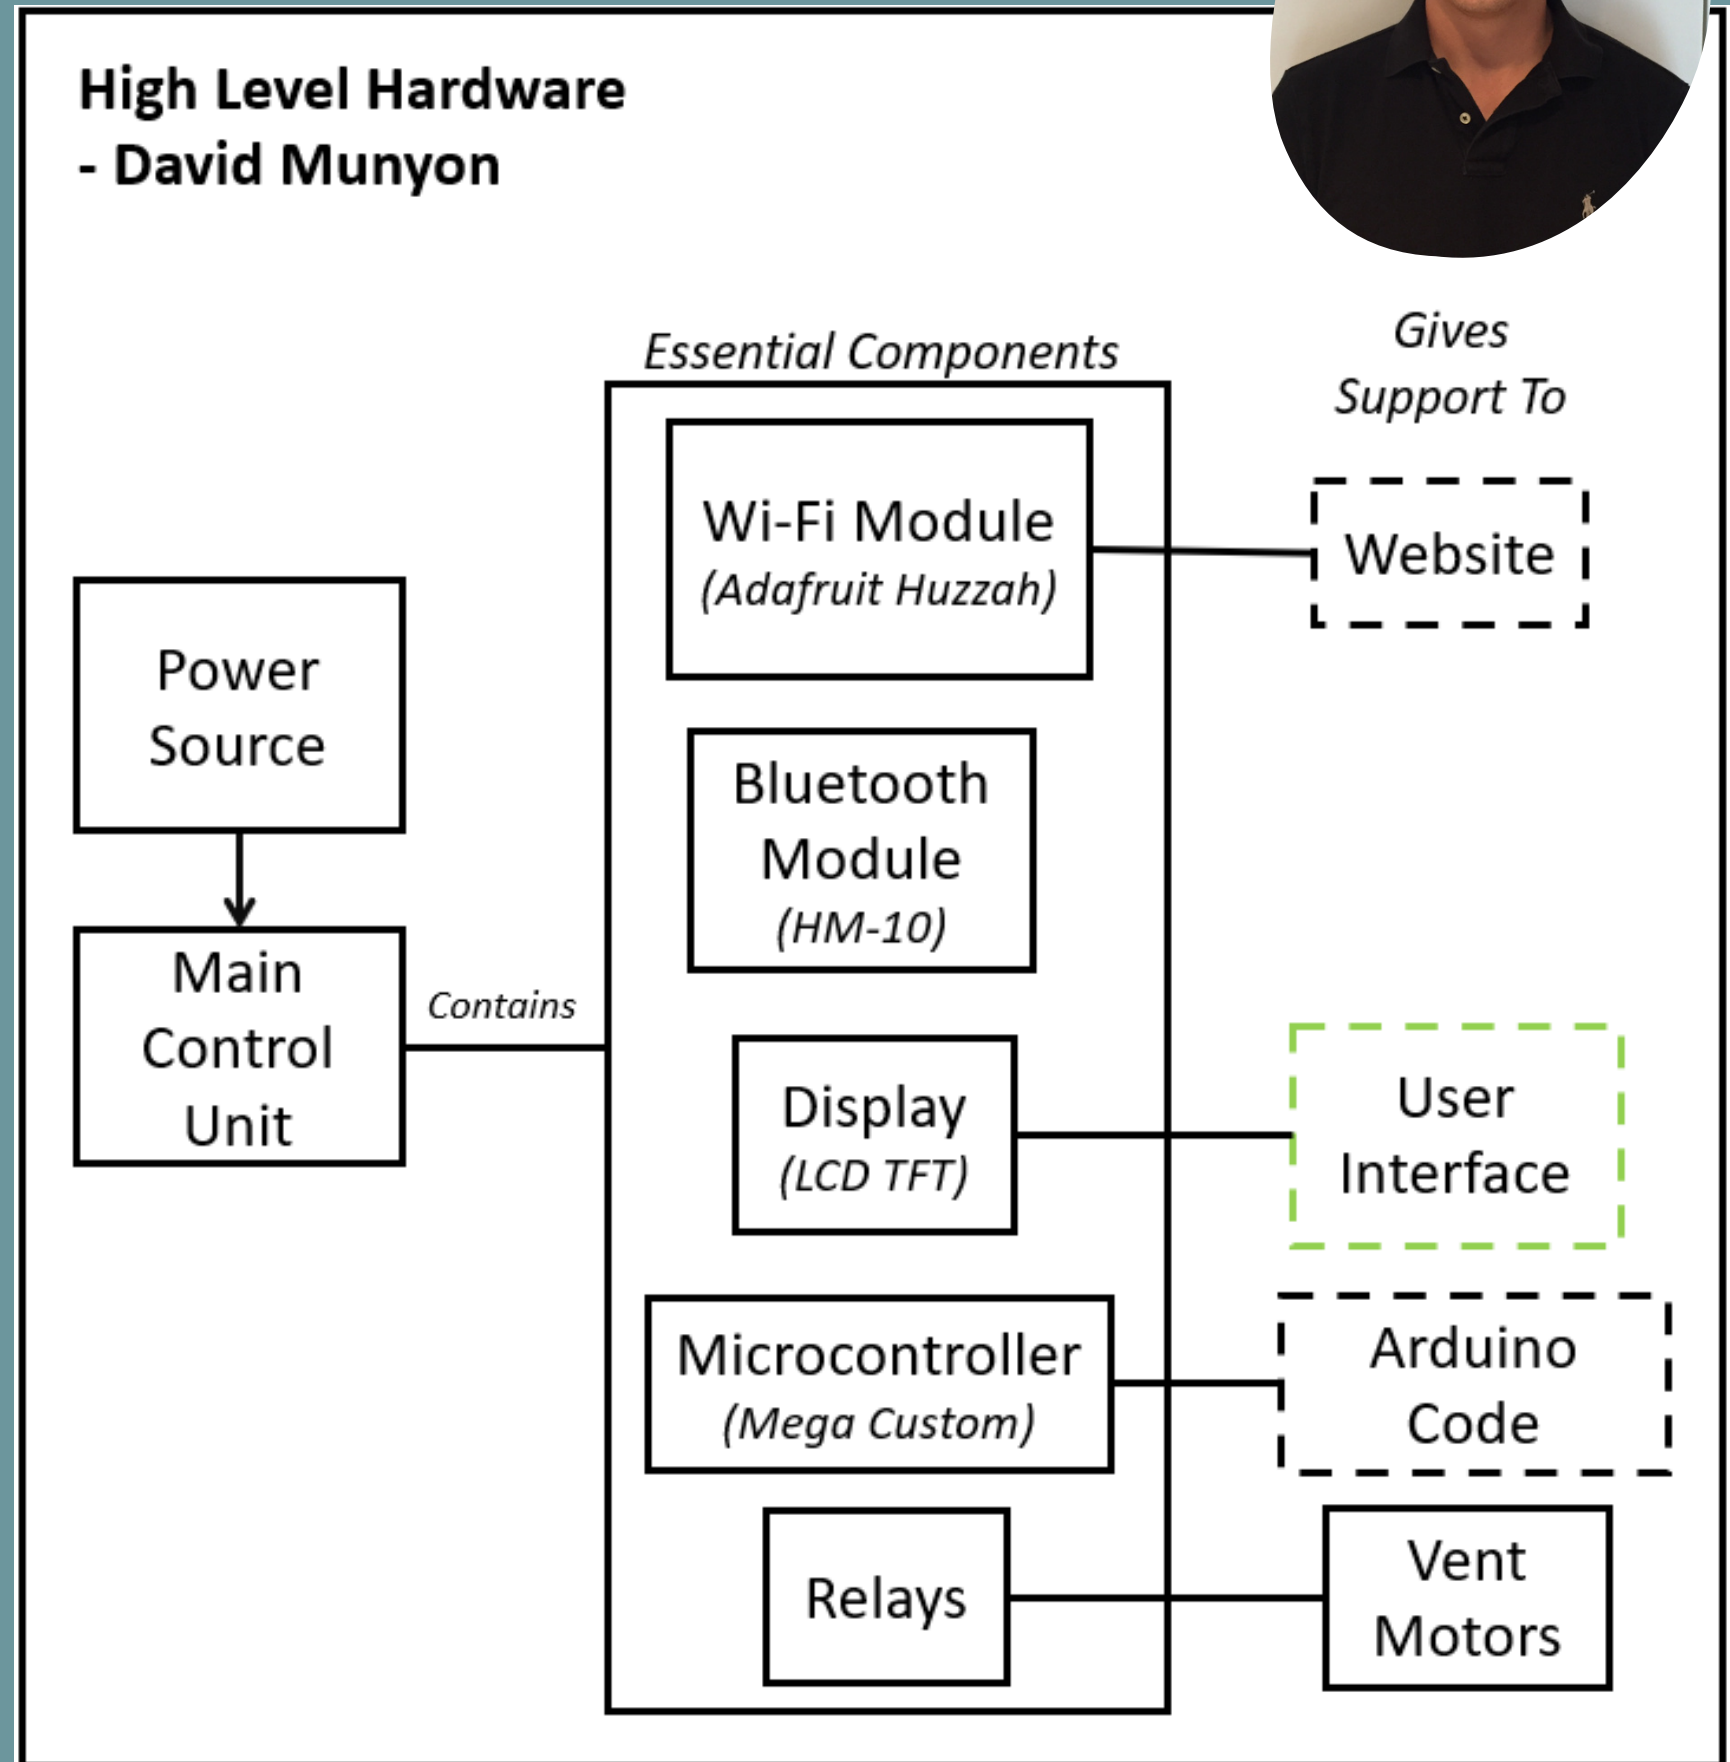 High Level Hardware
- David Munyon
Essential Components
Gives
Support To
Wi-Fi Module
(Adafruit Huzzah)
Website
Power
Source
Bluetooth
Module
(HM-10)
Main
Control
Unit
Contains
Display
(LCD TFT)
User
Interface
Microcontroller
(Mega Custom)
Arduino
Code
Relays
Vent
Motors